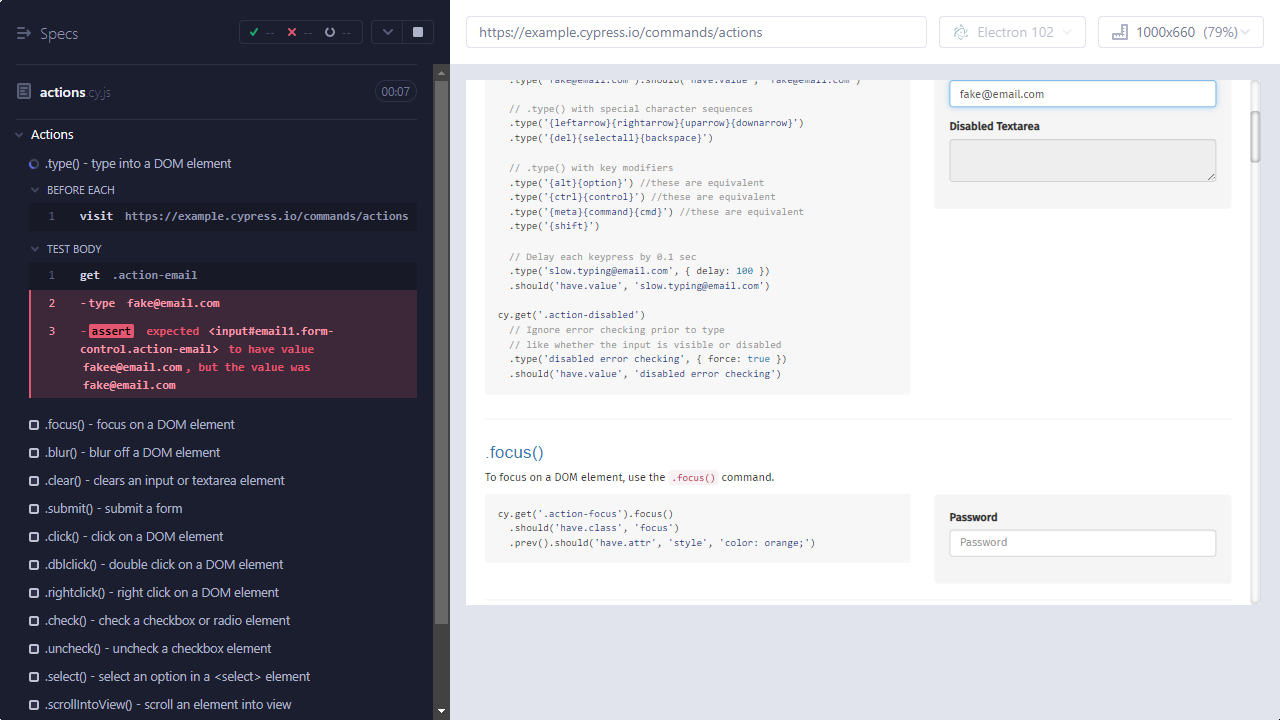 Specs
-- -- --
actions cy.js
00:07
Actions
.type() - type into a DOM element
BEFORE EACH
1 visit https://example.cypress.io/commands/actions
TEST BODY
1 get .action-email
2 -type fake@email.com
3 -assert expected <input#email1.form-
control.action-email> to have value
fakee@email.com, but the value was
fake@email.com
.focus() - focus on a DOM element
.blur() - blur off a DOM element
.clear() - clears an input or textarea element
.submit() - submit a form
.click() - click on a DOM element
.dblclick() - double click on a DOM element
.rightclick() - right click on a DOM element
.check() - check a checkbox or radio element
.uncheck() - uncheck a checkbox element
.select() - select an option in a <select> element
.scrollIntoView() - scroll an element into view
https://example.cypress.io/commands/actions
Electron 102
1000x660 (79%)
.type('fake@email.com').should('have.value', 'fake@email.com')
// .type() with special character sequences
.type('{leftarrow}{rightarrow}{uparrow}{downarrow}')
.type('{del}{selectall}{backspace}')
// .type() with key modifiers
.type('{alt}{option}') //these are equivalent
.type('{ctrl}{control}') //these are equivalent
.type('{meta}{command}{cmd}') //these are equivalent
.type('{shift}')
// Delay each keypress by 0.1 sec
.type('slow.typing@email.com', { delay: 100 })
.should('have.value', 'slow.typing@email.com')
cy.get('.action-disabled')
// Ignore error checking prior to type
// like whether the input is visible or disabled
.type('disabled error checking', { force: true })
.should('have.value', 'disabled error checking')
fake@email.com
Disabled Textarea
.focus()
To focus on a DOM element, use the .focus() command.
cy.get('.action-focus').focus()
.should('have.class', 'focus')
.prev().should('have.attr', 'style', 'color: orange;')
Password
Password